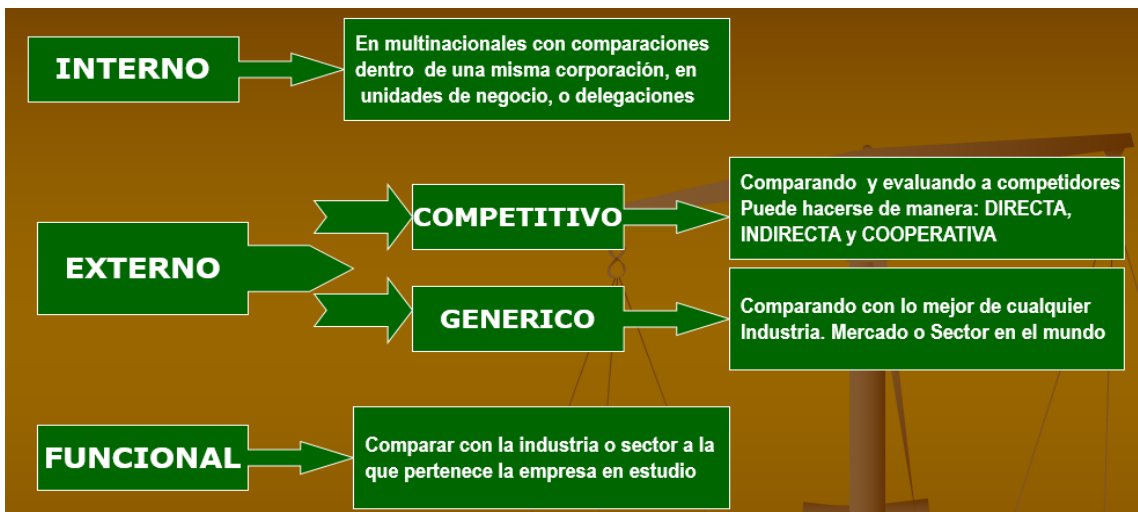 INTERNO
En multinacionales con comparaciones
dentro de una misma corporación, en
unidades de negocio, o delegaciones
EXTERNO
COMPETITIVO
Comparando y evaluando a competidores
Puede hacerse de manera: DIRECTA,
INDIRECTA y COOPERATIVA
GENERICO
Comparando con lo mejor de cualquier
Industria. Mercado o Sector en el mundo
FUNCIONAL
Comparar con la industria o sector a la
que pertenece la empresa en estudio